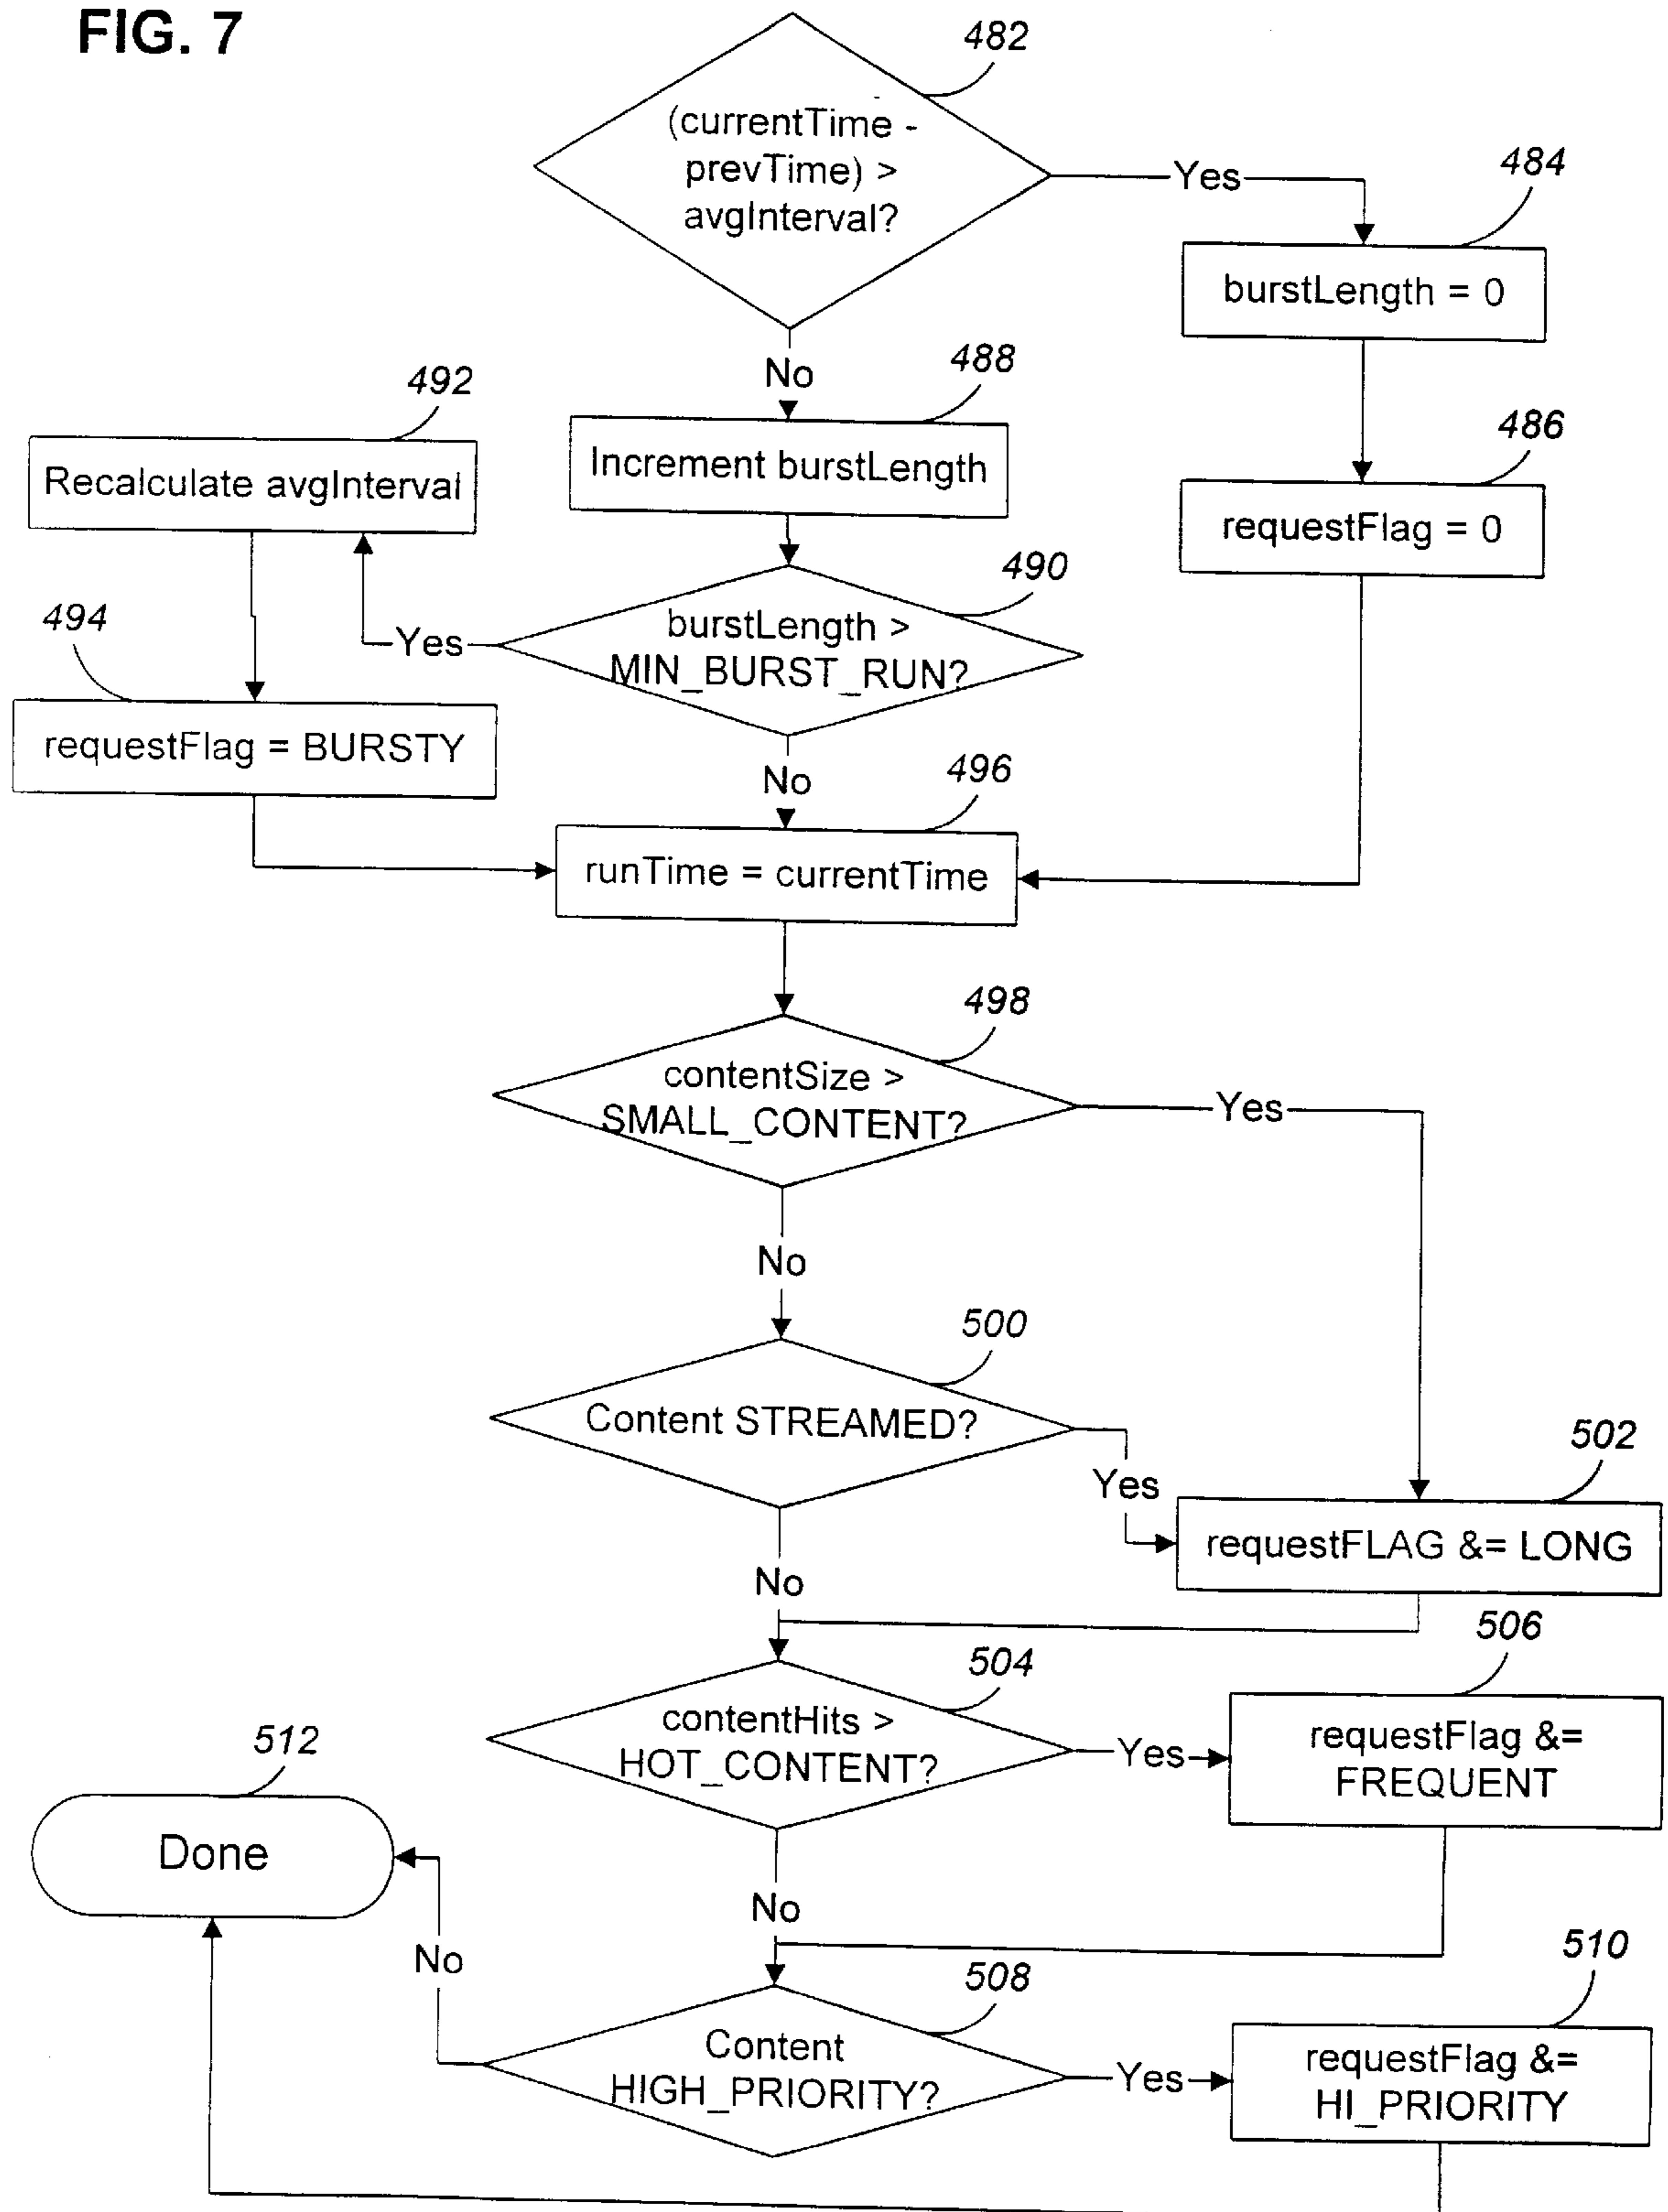 FIG. 7
482
(currentTime -
prevTime) >
avgInterval?
Yes
484
burstLength = 0
No
488
492
Increment burstLength
486
Recalculate avgInterval
requestFlag = 0
490
burstLength >
MIN_BURST_RUN?
Yes
494
requestFlag = BURSTY
No
496
runTime = currentTime
498
contentSize >
SMALL_CONTENT?
Yes
No
500
Content STREAMED?
Yes
502
requestFLAG &= LONG
No
504
506
contentHits >
HOT_CONTENT?
Yes
requestFlag &=
FREQUENT
512
Done
No
No
508
510
Content
HIGH_PRIORITY?
Yes
requestFlag &=
HI_PRIORITY